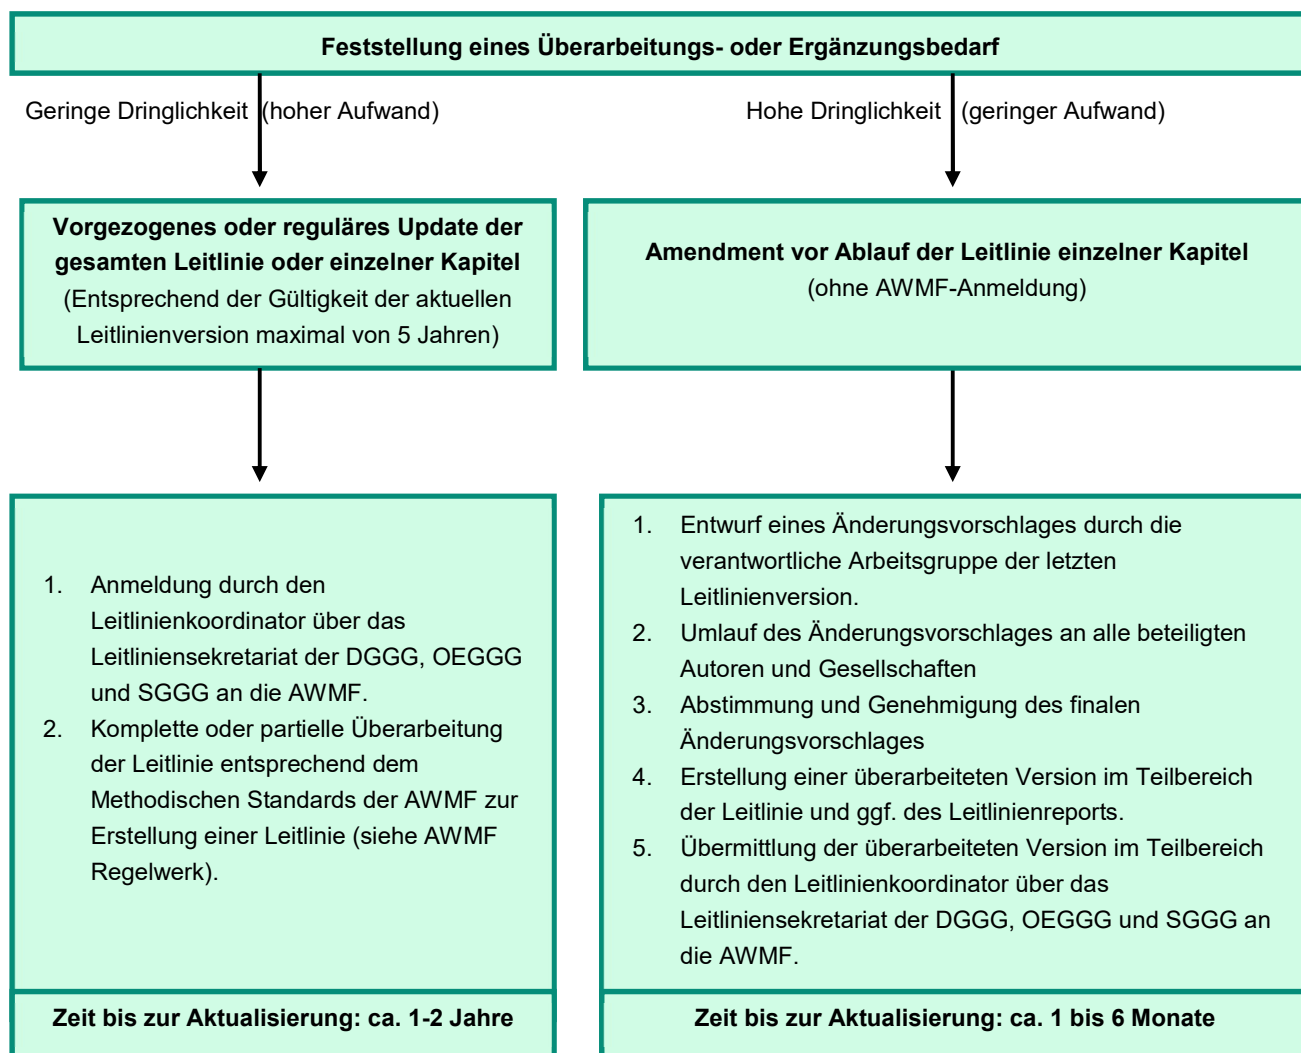 Feststellung eines Überarbeitungs- oder Ergänzungsbedarf
Geringe Dringlichkeit (hoher Aufwand)
Vorgezogenes oder reguläres Update der
gesamten Leitlinie oder einzelner Kapitel
(Entsprechend der Gültigkeit der aktuellen
Leitlinienversion maximal von 5 Jahren)
1. Anmeldung durch den
Leitlinienkoordinator über das
Leitliniensekretariat der DGGG, OEGGG
und SGGG an die AWMF.
2. Komplette oder partielle Überarbeitung
der Leitlinie entsprechend dem
Methodischen Standards der AWMF zur
Erstellung einer Leitlinie (siehe AWMF
Regelwerk).
Zeit bis zur Aktualisierung: ca. 1-2 Jahre
Hohe Dringlichkeit (geringer Aufwand)
Amendment vor Ablauf der Leitlinie einzelner Kapitel
(ohne AWMF-Anmeldung)
1. Entwurf eines Änderungsvorschlages durch die
verantwortliche Arbeitsgruppe der letzten
Leitlinienversion.
2. Umlauf des Änderungsvorschlages an alle beteiligten
Autoren und Gesellschaften
3. Abstimmung und Genehmigung des finalen
Änderungsvorschlages
4. Erstellung einer überarbeiteten Version im Teilbereich
der Leitlinie und ggf. des Leitlinienreports.
5. Übermittlung der überarbeiteten Version im Teilbereich
durch den Leitlinienkoordinator über das
Leitliniensekretariat der DGGG, OEGGG und SGGG an
die AWMF.
Zeit bis zur Aktualisierung: ca. 1 bis 6 Monate